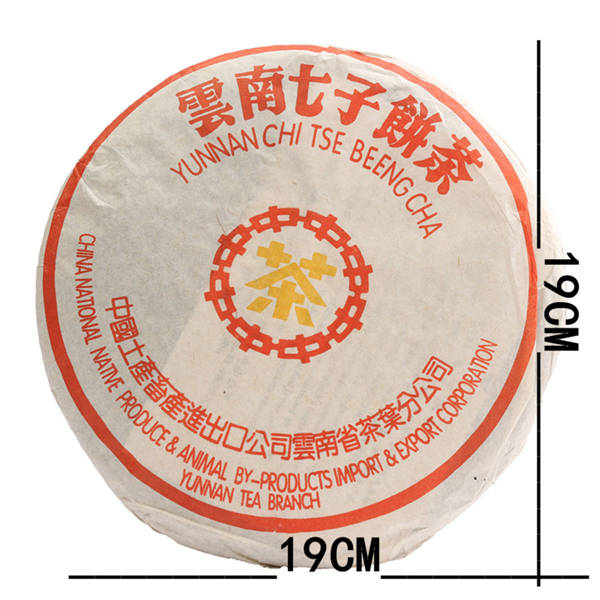 雲南七子餅茶
YUNNAN CHI TSE BEENG CHA
茶
中國土產畜產進出口公司雲南省茶葉分公司
CHINA NATIONAL NATIVE PRODUCE & ANIMAL BY-PRODUCTS IMPORT & EXPORT CORPORATION
YUNNAN TEA BRANCH
19CM
19CM